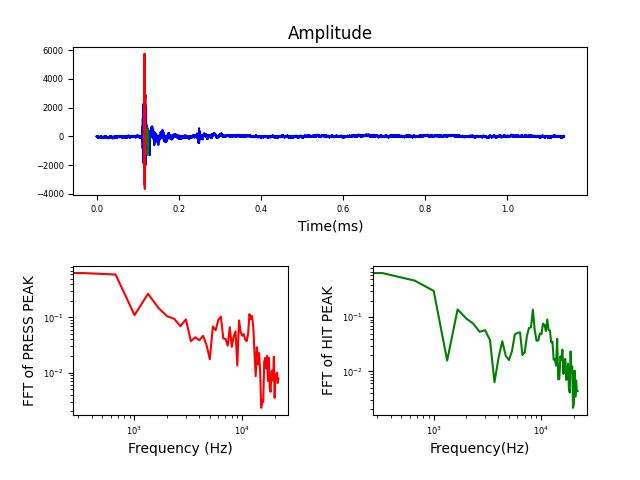 Amplitude
6000
4000
2000
0
−2000
−4000
0.0 0.2 0.4 0.6 0.8 1.0
Time(ms)
FFT of PRESS PEAK
10⁻¹
10⁻²
10³ 10⁴
Frequency (Hz)
FFT of HIT PEAK
10⁻¹
10⁻²
10³ 10⁴
Frequency(Hz)